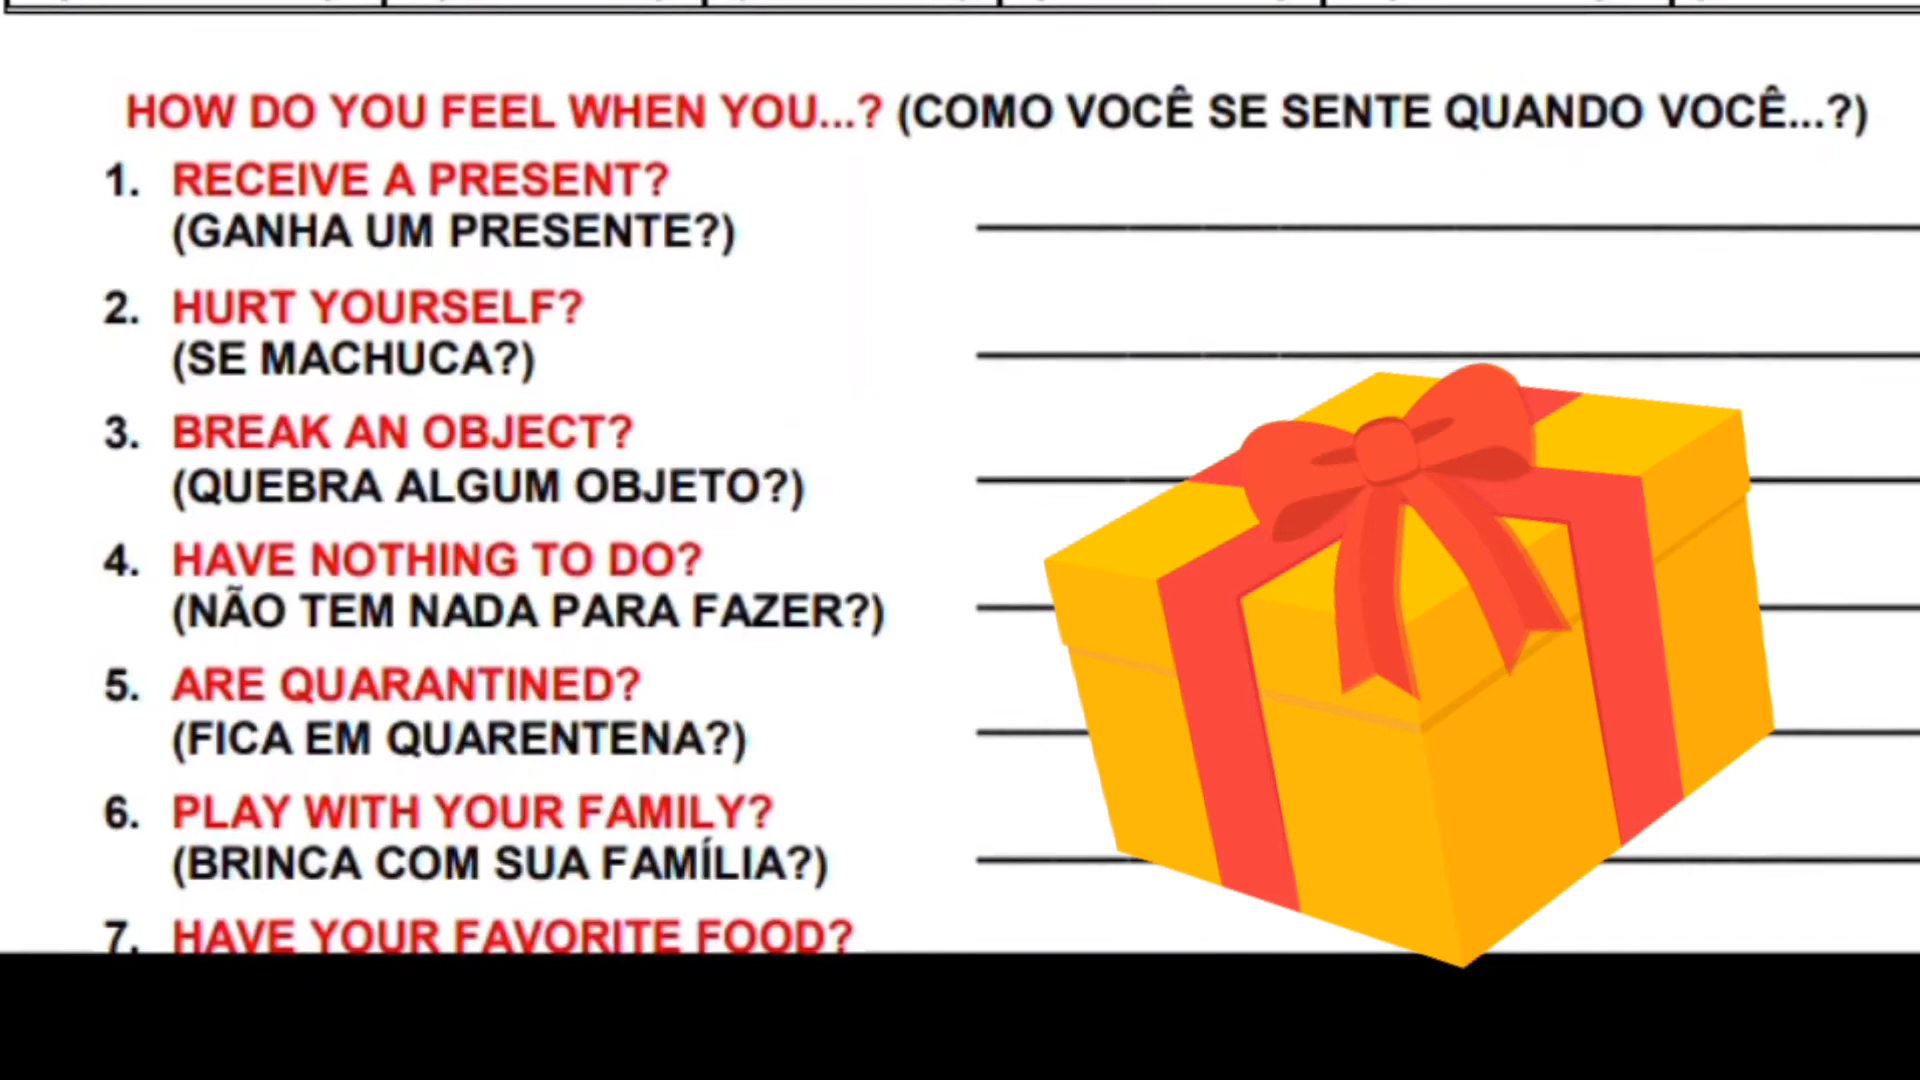 HOW DO YOU FEEL WHEN YOU...? (COMO VOCÊ SE SENTE QUANDO VOCÊ...?)
1. RECEIVE A PRESENT?
(GANHA UM PRESENTE?)
2. HURT YOURSELF?
(SE MACHUCA?)
3. BREAK AN OBJECT?
(QUEBRA ALGUM OBJETO?)
4. HAVE NOTHING TO DO?
(NÃO TEM NADA PARA FAZER?)
5. ARE QUARANTINED?
(FICA EM QUARENTENA?)
6. PLAY WITH YOUR FAMILY?
(BRINCA COM SUA FAMÍLIA?)
7. HAVE YOUR FAVORITE FOOD?